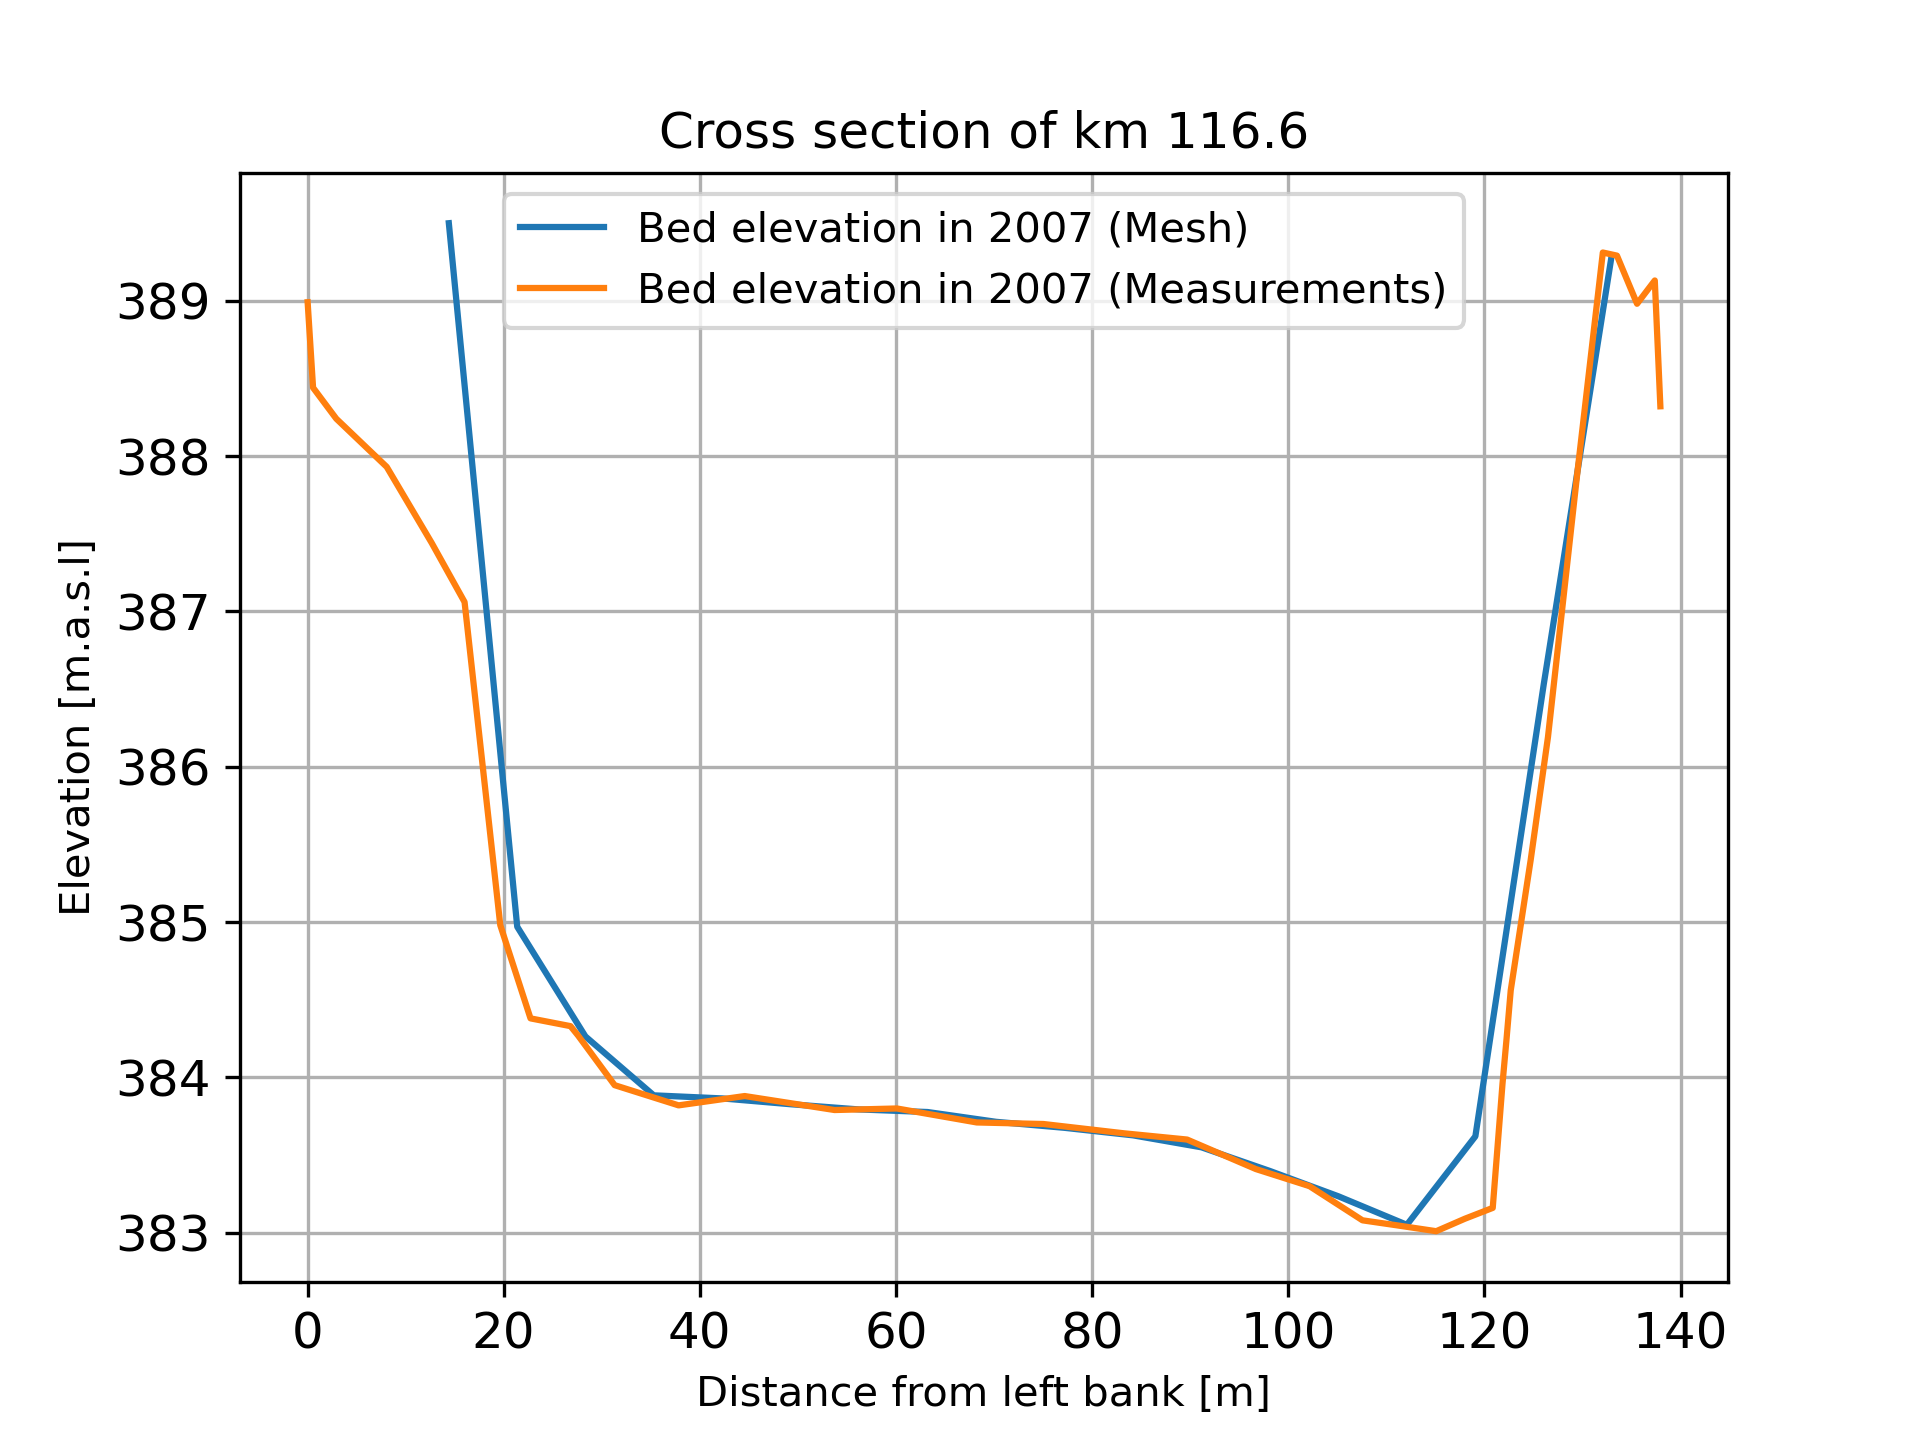 Cross section of km 116.6
Bed elevation in 2007 (Mesh)
Bed elevation in 2007 (Measurements)
389
388
387
386
385
384
383
Elevation [m.a.s.l]
0 20 40 60 80 100 120 140
Distance from left bank [m]